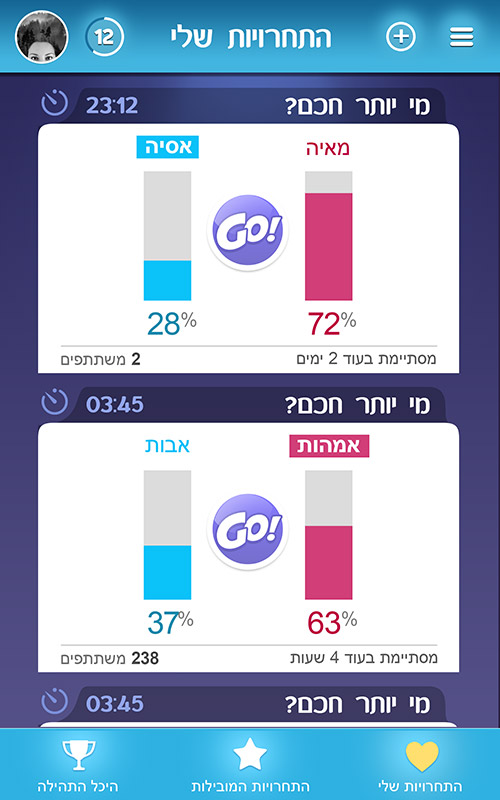 התחרויות שלי
12
מי יותר חכם?
23:12
מאיה
אסיה
GO!
72%
28%
מסתיימת בעוד 2 ימים
2 משתתפים
מי יותר חכם?
03:45
אמהות
אבות
GO!
63%
37%
מסתיימת בעוד 4 שעות
238 משתתפים
מי יותר חכם?
03:45
התחרויות שלי
התחרויות המובילות
היכל התהילה